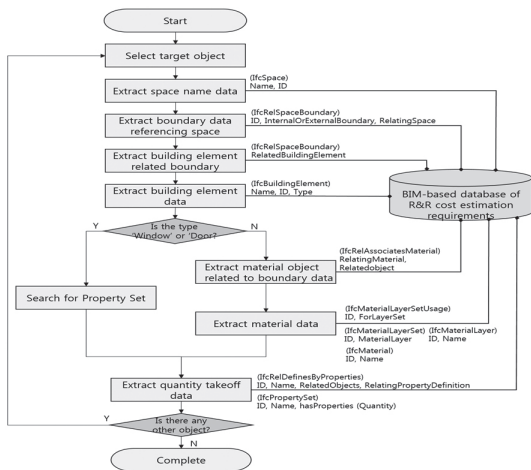 Start
Select target object
Extract space name data
(IfcSpace)
Name, ID
Extract boundary data
referencing space
(IfcRelSpaceBoundary)
ID, InternalOrExternalBoundary, RelatingSpace
Extract building element
related boundary
(IfcRelSpaceBoundary)
RelatedBuildingElement
Extract building element
data
(IfcBuildingElement)
Name, ID, Type
BIM-based database of
R&R cost estimation
requirements
Y
Is the type
'Window' or 'Door?
N
Search for Property Set
Extract material object
related to boundary data
(IfcRelAssociatesMaterial)
RelatingMaterial,
Relatedobject
Extract material data
(IfcMaterialLayerSetUsage)
ID, ForLayerSet
(IfcMaterialLayerSet)
ID, MaterialLayer
(IfcMaterialLayer)
ID, Name
(IfcMaterial)
ID, Name
Extract quantity takeoff
data
(IfcRelDefinesByProperties)
ID, Name, RelatedObjects, RelatingPropertyDefinition
(IfcPropertySet)
ID, Name, hasProperties (Quantity)
Y
Is there any
other object?
N
Complete